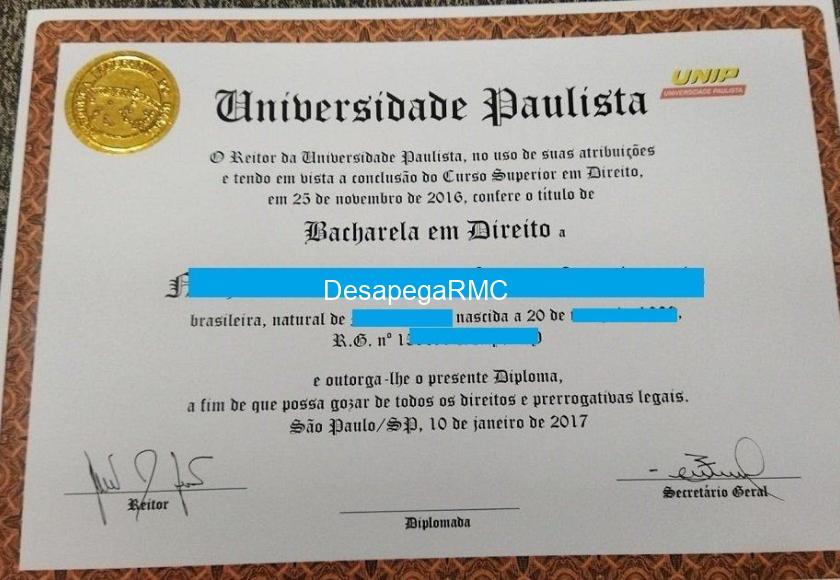 UNIP
UNIVERSIDADE PAULISTA
Universidade Paulista
O Reitor da Universidade Paulista, no uso de suas atribuições
e tendo em vista a conclusão do Curso Superior em Direito,
em 25 de novembro de 2016, confere o título de
Bacharela em Direito a
DesapegaRMC
brasileira, natural de nascida a 20 de
R.G. nº
e outorga-lhe o presente Diploma,
a fim de que possa gozar de todos os direitos e prerrogativas legais.
São Paulo/SP, 10 de janeiro de 2017
Reitor
Secretário Geral
Diplomada